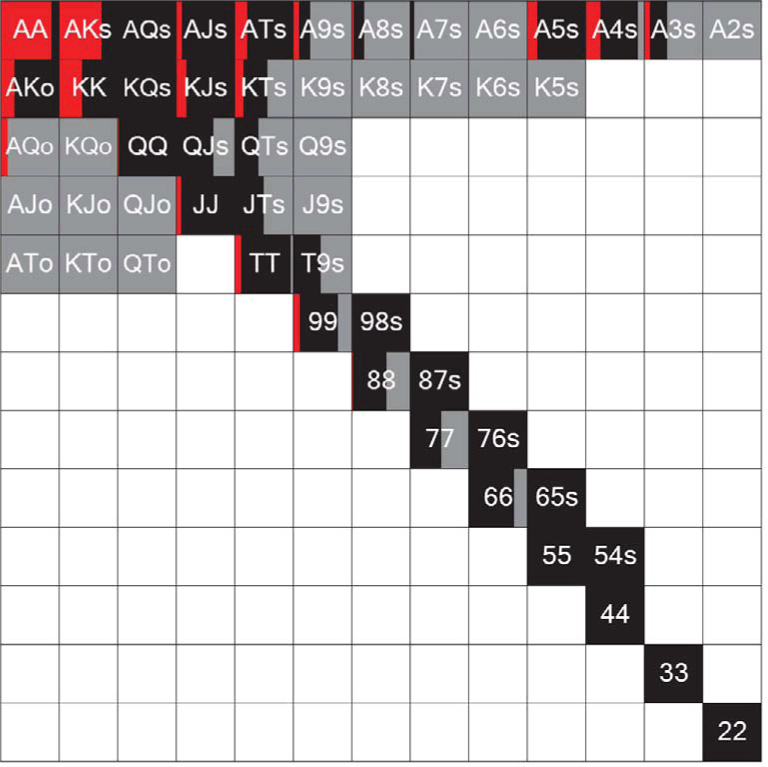 AA AKs AQs AJs ATs A9s A8s A7s A6s A5s A4s A3s A2s
AKo KK KQs KJs KTs K9s K8s K7s K6s K5s
AQo KQo QQ QJs QTs Q9s
AJo KJo QJo JJ JTs J9s
ATo KTo QTo TT T9s
99 98s
88 87s
77 76s
66 65s
55 54s
44
33
22